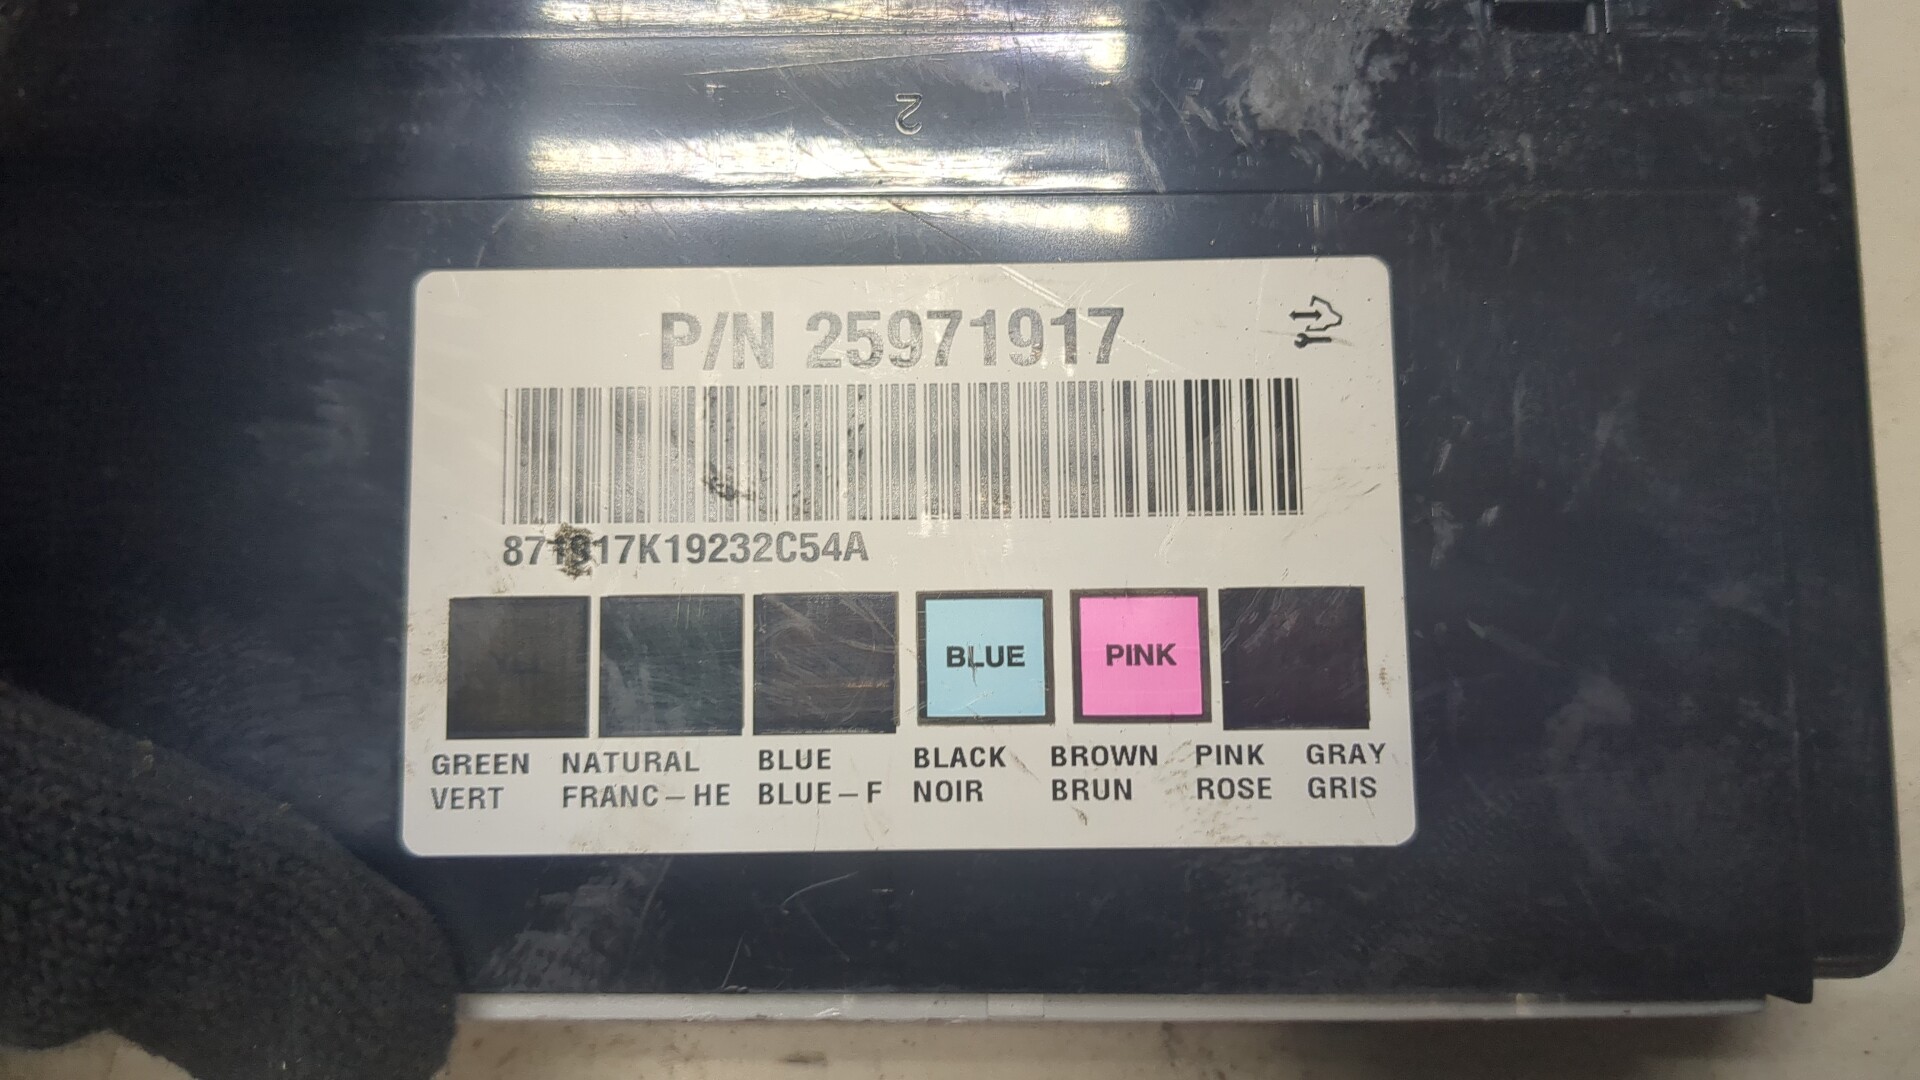 2
P/N 25971917
871917K19232C54A
BLUE PINK
GREEN NATURAL BLUE BLACK BROWN PINK GRAY
VERT FRANC-HE BLUE-F NOIR BRUN ROSE GRIS